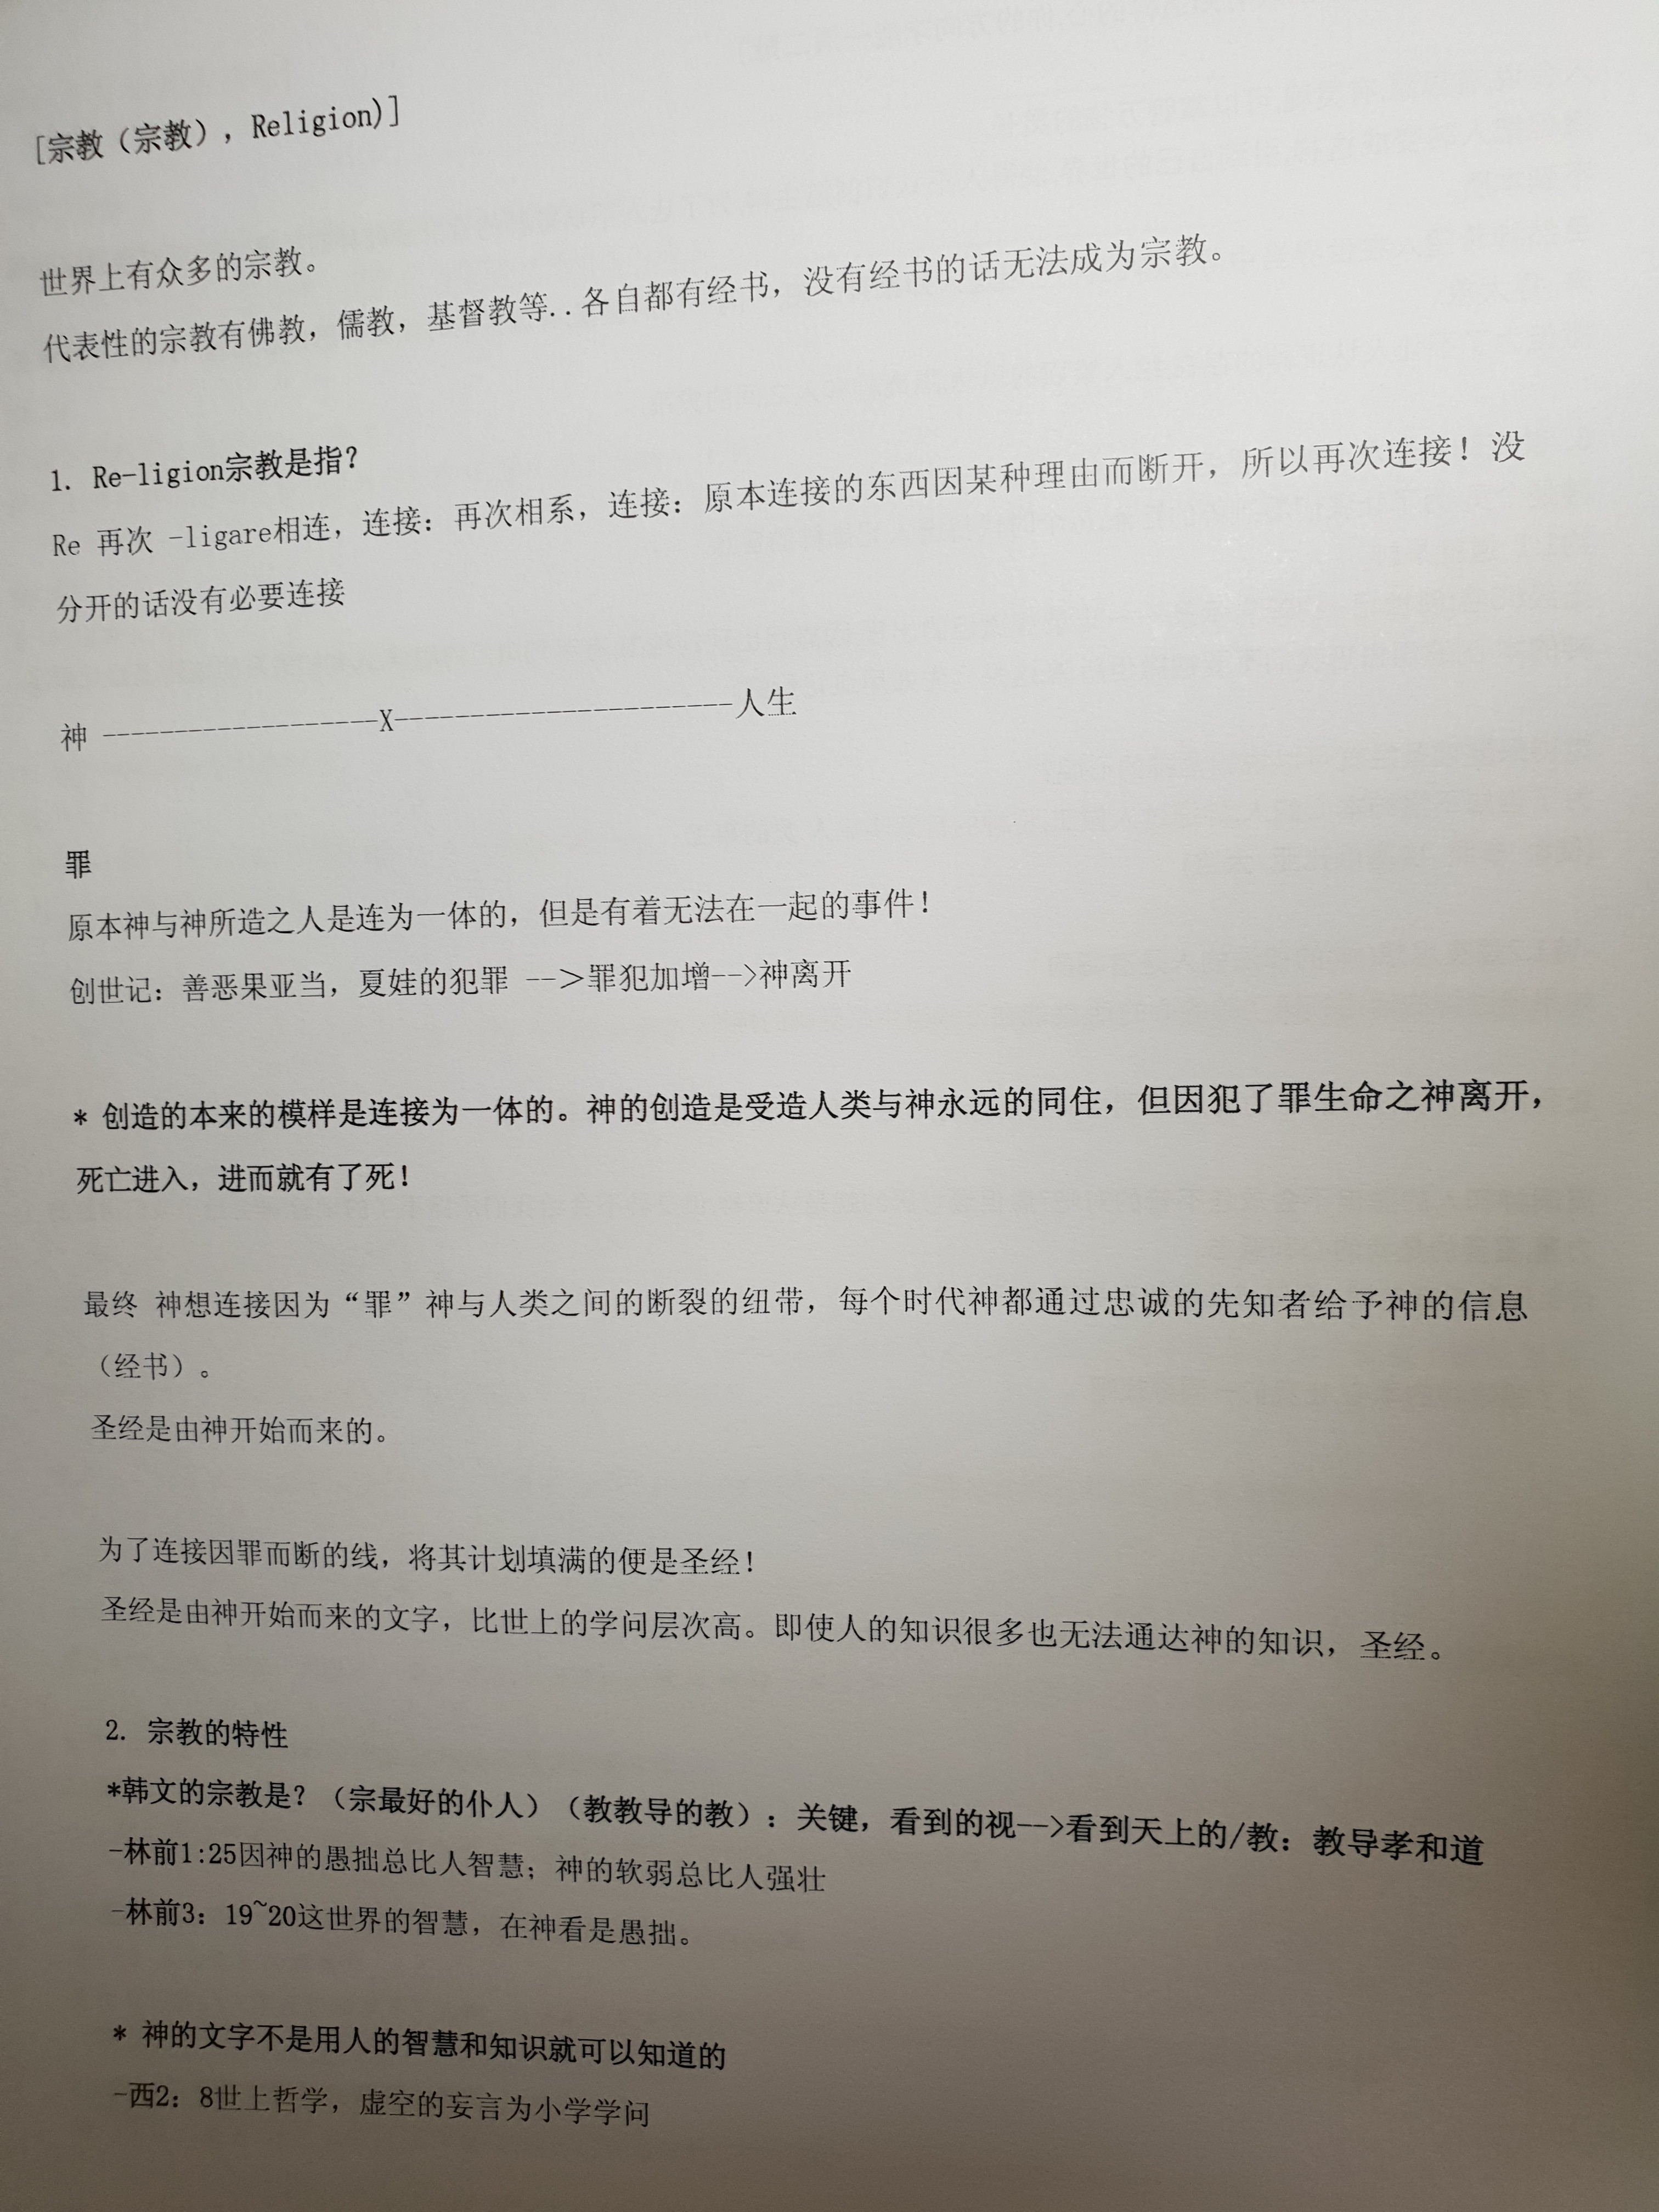 [宗教（宗教），Religion)]
世界上有众多的宗教。
代表性的宗教有佛教，儒教，基督教等..各自都有经书，没有经书的话无法成为宗教。
1. Re-ligion宗教是指？
Re 再次 -ligare相连，连接：再次相系，连接：原本连接的东西因某种理由而断开，所以再次连接！没
分开的话没有必要连接
神 -------------------X-----------------------人生
罪
原本神与神所造之人是连为一体的，但是有着无法在一起的事件！
创世记：善恶果亚当，夏娃的犯罪 -->罪犯加增-->神离开
* 创造的本来的模样是连接为一体的。神的创造是受造人类与神永远的同住，但因犯了罪生命之神离开，
死亡进入，进而就有了死！
最终 神想连接因为“罪”神与人类之间的断裂的纽带，每个时代神都通过忠诚的先知者给予神的信息
（经书）。
圣经是由神开始而来的。
为了连接因罪而断的线，将其计划填满的便是圣经！
圣经是由神开始而来的文字，比世上的学问层次高。即使人的知识很多也无法通达神的知识，圣经。
2. 宗教的特性
*韩文的宗教是？（宗最好的仆人）（教教导的教）：关键，看到的视-->看到天上的/教：教导孝和道
-林前1:25因神的愚拙总比人智慧；神的软弱总比人强壮
-林前3：19~20这世界的智慧，在神看是愚拙。
* 神的文字不是用人的智慧和知识就可以知道的
-西2：8世上哲学，虚空的妄言为小学学问